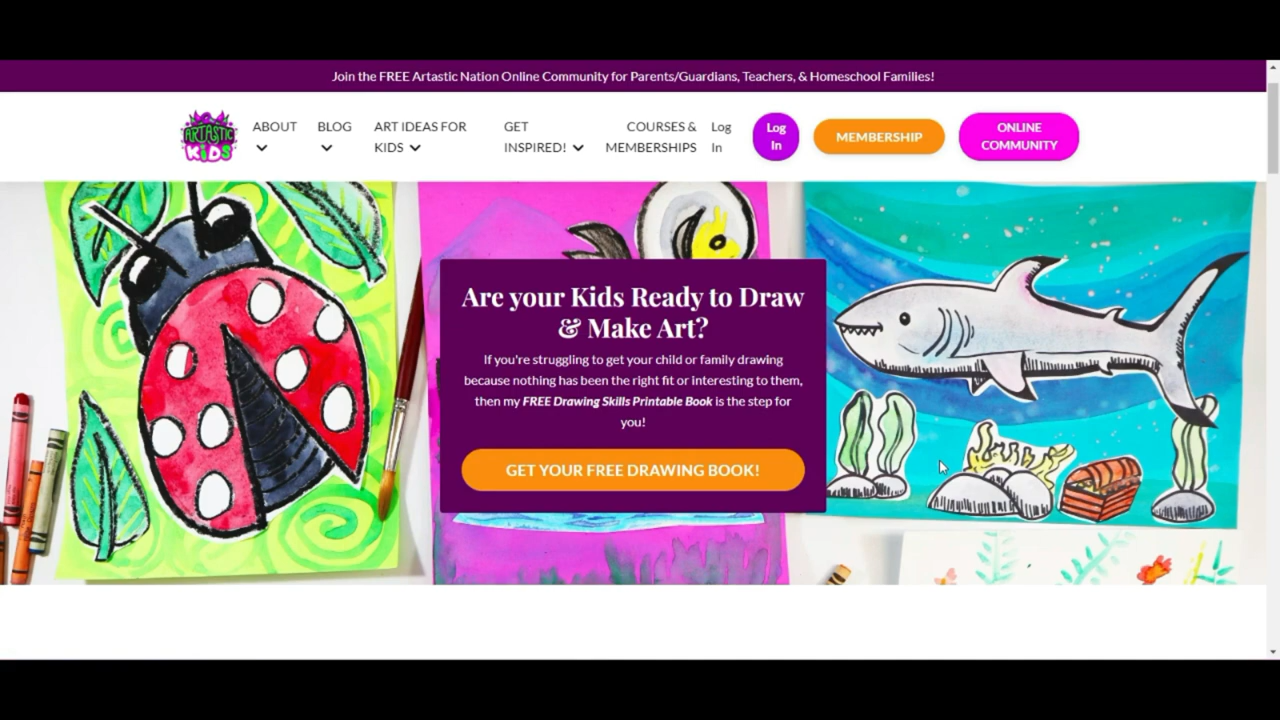 Join the FREE Artastic Nation Online Community for Parents/Guardians, Teachers, & Homeschool Families!
ARTASTIC
KiDS
ABOUT
BLOG
ART IDEAS FOR
KIDS
GET
INSPIRED!
COURSES &
MEMBERSHIPS
Log
In
Log
In
MEMBERSHIP
ONLINE
COMMUNITY
Are your Kids Ready to Draw
& Make Art?
If you're struggling to get your child or family drawing
because nothing has been the right fit or interesting to them,
then my FREE Drawing Skills Printable Book is the step for
you!
GET YOUR FREE DRAWING BOOK!